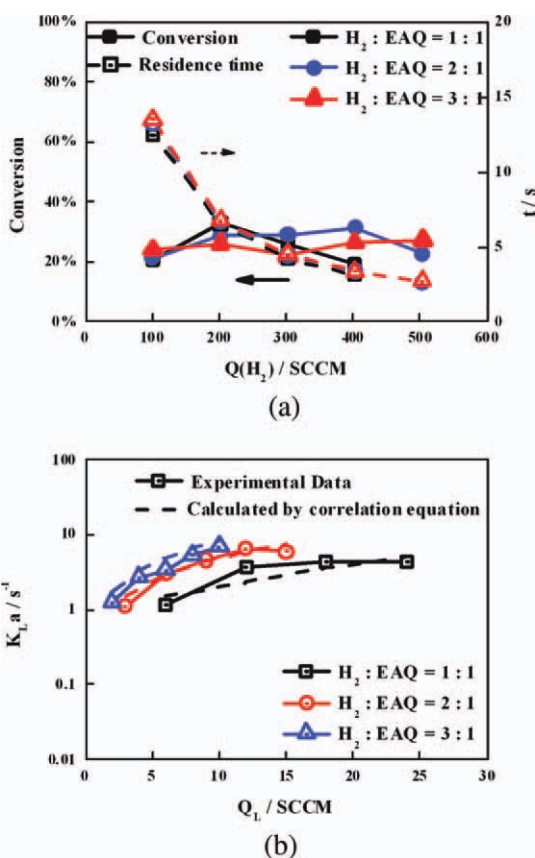 100%
80%
60%
40%
20%
0%
Conversion
Conversion
Residence time
H2 : EAQ = 1 : 1
H2 : EAQ = 2 : 1
H2 : EAQ = 3 : 1
20
15
10
5
0
t / s
100 200 300 400 500 600
Q(H2) / SCCM
(a)
100
10
1
0.1
0.01
KLa / s-1
Experimental Data
Calculated by correlation equation
H2 : EAQ = 1 : 1
H2 : EAQ = 2 : 1
H2 : EAQ = 3 : 1
0 5 10 15 20 25 30
QL / SCCM
(b)